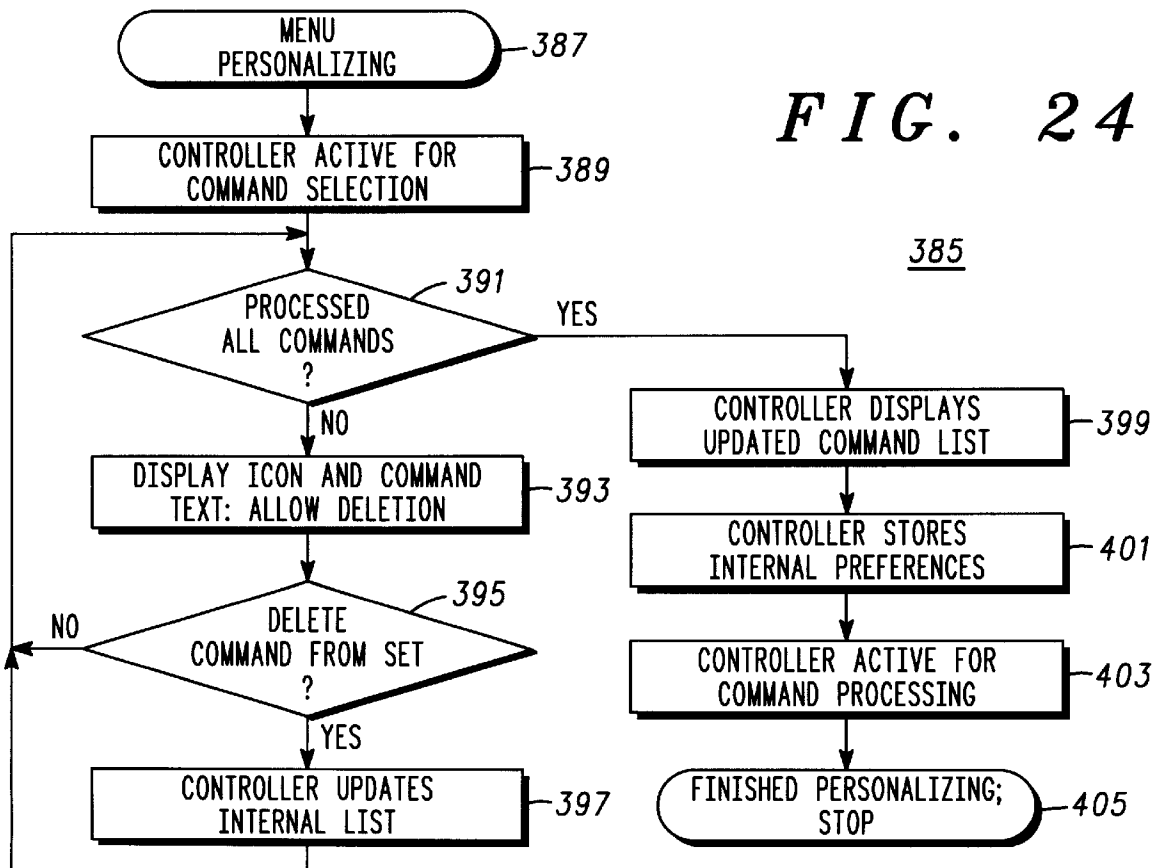 MENU
PERSONALIZING
387
FIG. 24
CONTROLLER ACTIVE FOR
COMMAND SELECTION
389
385
391
PROCESSED
ALL COMMANDS
?
YES
NO
DISPLAY ICON AND COMMAND
TEXT: ALLOW DELETION
393
395
DELETE
COMMAND FROM SET
?
NO
YES
CONTROLLER UPDATES
INTERNAL LIST
397
CONTROLLER DISPLAYS
UPDATED COMMAND LIST
399
CONTROLLER STORES
INTERNAL PREFERENCES
401
CONTROLLER ACTIVE FOR
COMMAND PROCESSING
403
FINISHED PERSONALIZING;
STOP
405